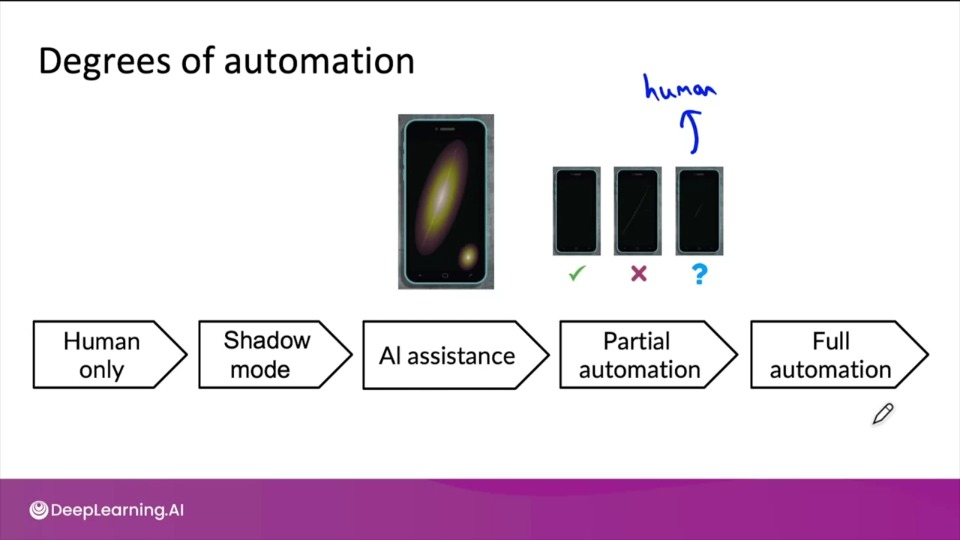 Degrees of automation
human
✓ ✗ ?
Human
only
Shadow
mode
AI assistance
Partial
automation
Full
automation
DeepLearning.AI